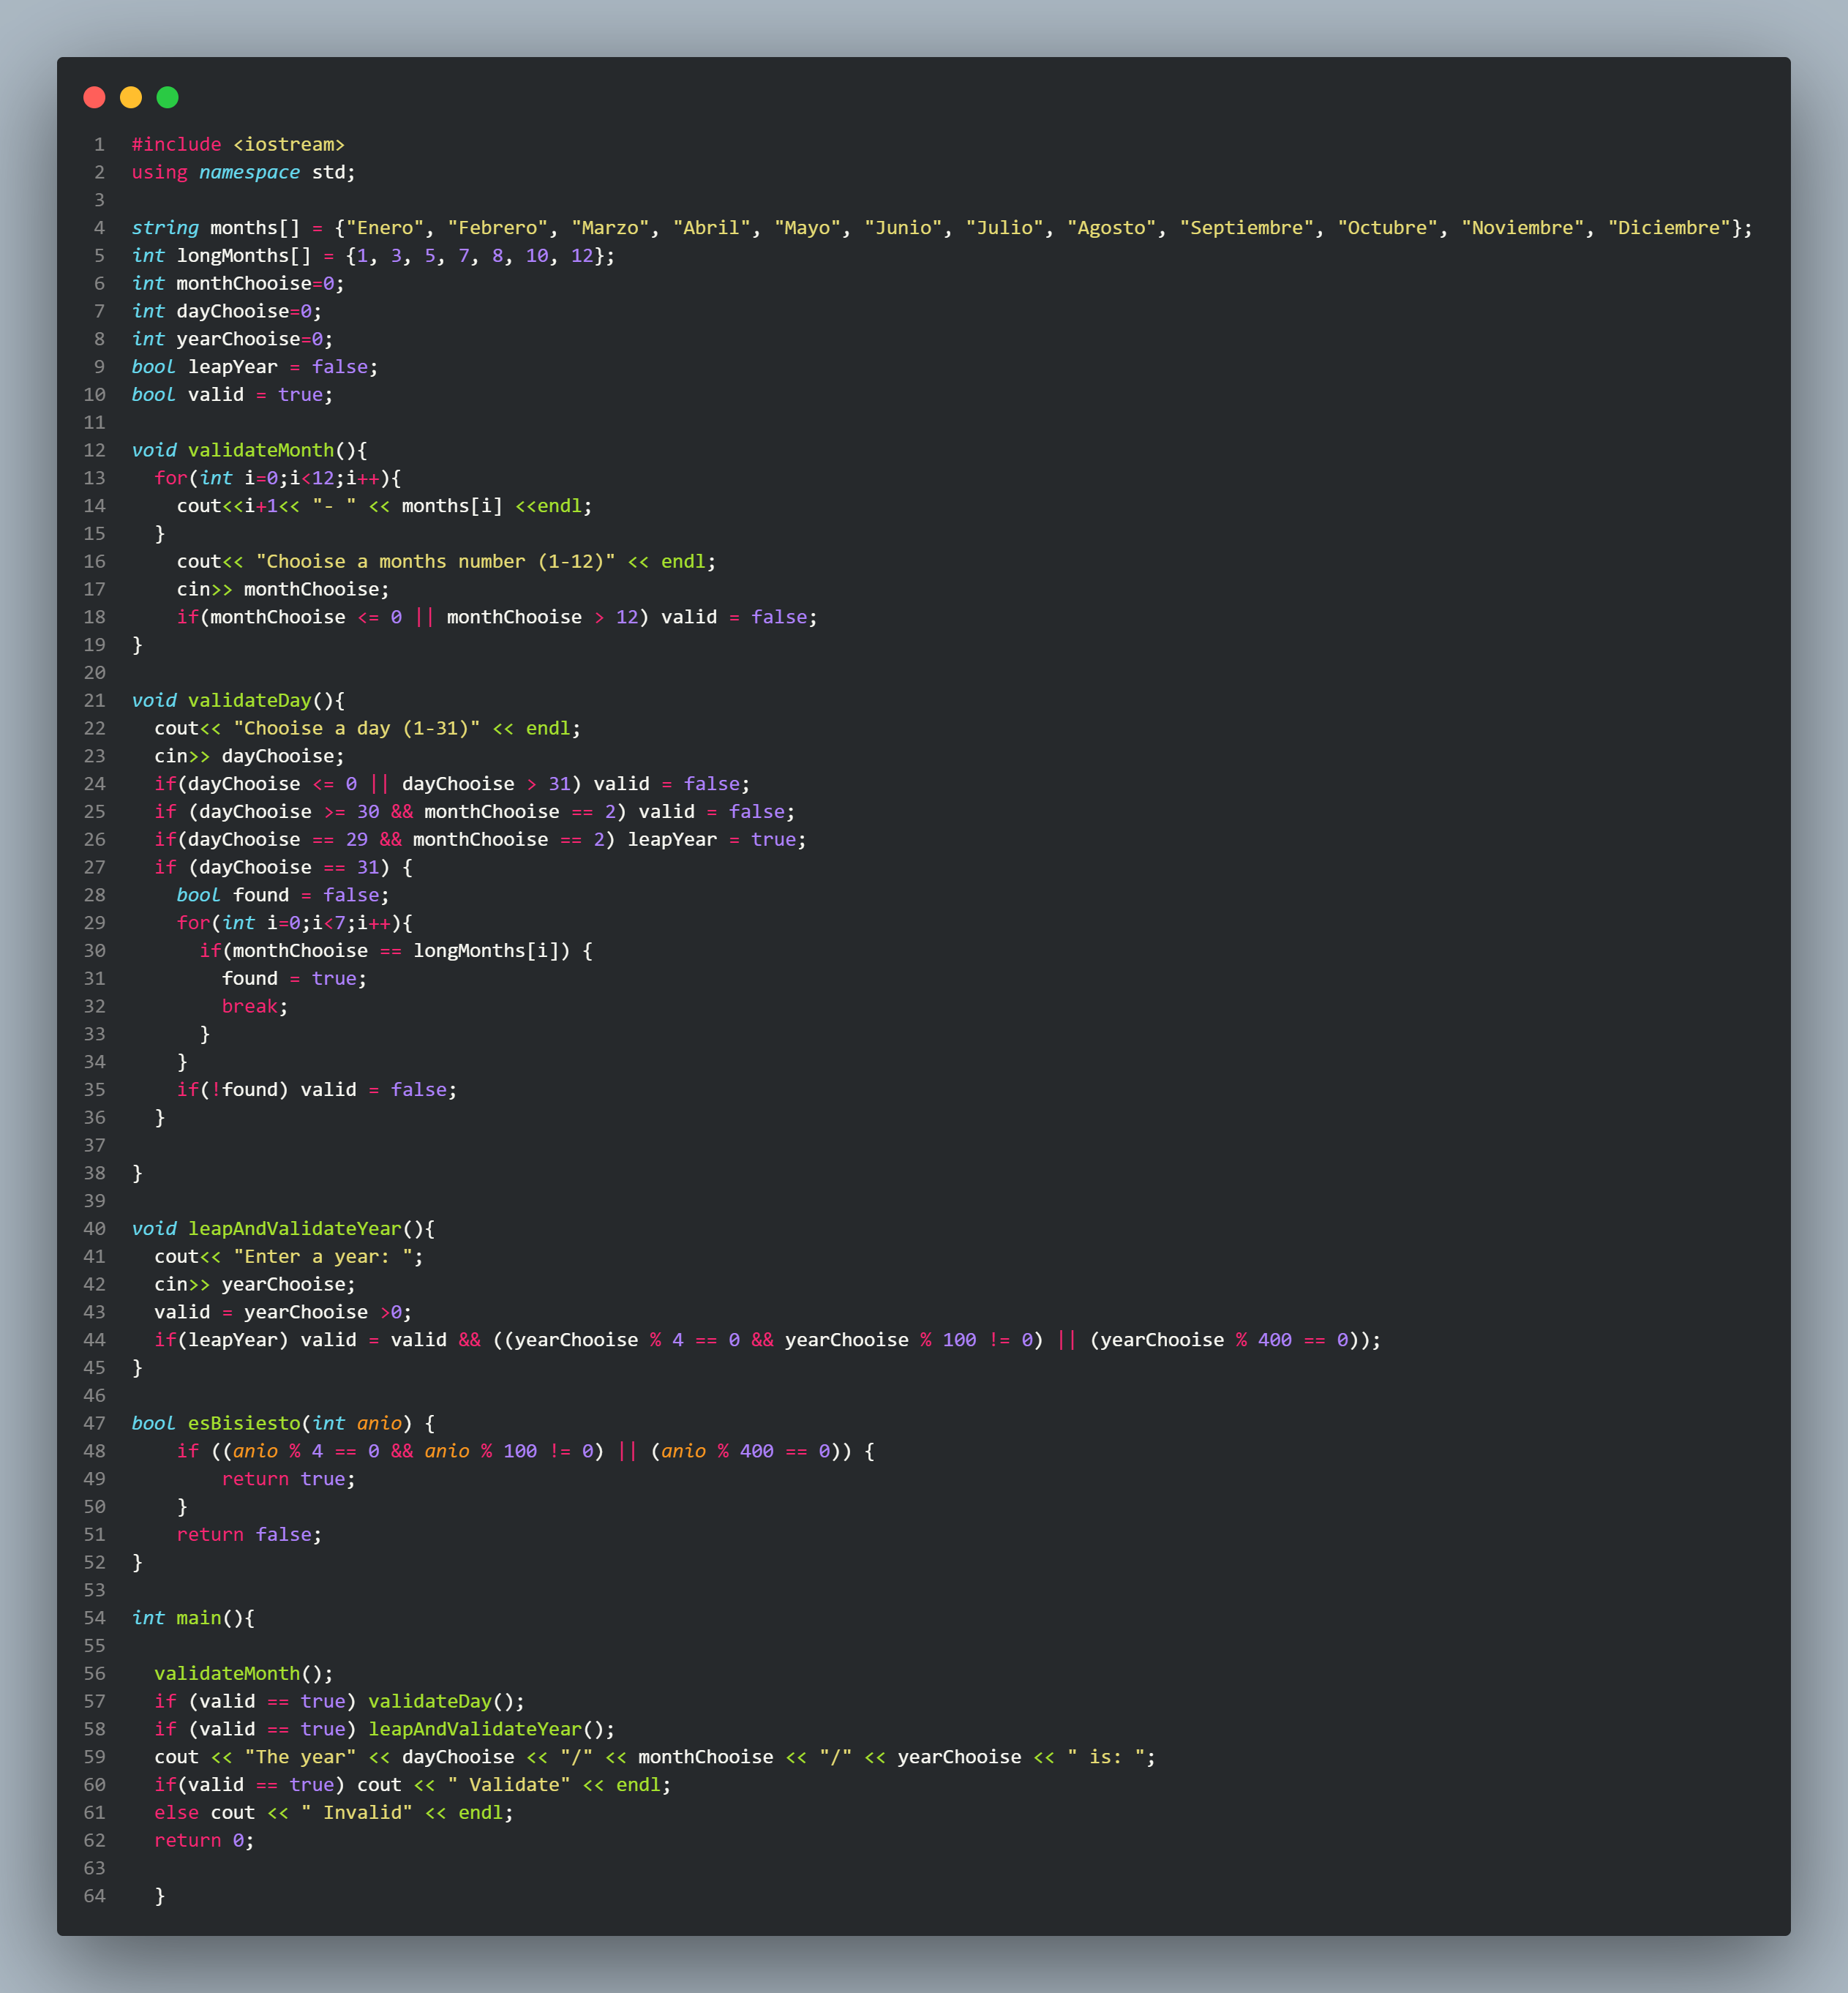 1 #include <iostream>
2 using namespace std;
3
4 string months[] = {"Enero", "Febrero", "Marzo", "Abril", "Mayo", "Junio", "Julio", "Agosto", "Septiembre", "Octubre", "Noviembre", "Diciembre"};
5 int longMonths[] = {1, 3, 5, 7, 8, 10, 12};
6 int monthChooise=0;
7 int dayChooise=0;
8 int yearChooise=0;
9 bool leapYear = false;
10 bool valid = true;
11
12 void validateMonth(){
13   for(int i=0;i<12;i++){
14     cout<<i+1<< "- " << months[i] <<endl;
15   }
16     cout<< "Chooise a months number (1-12)" << endl;
17     cin>> monthChooise;
18     if(monthChooise <= 0 || monthChooise > 12) valid = false;
19 }
20
21 void validateDay(){
22   cout<< "Chooise a day (1-31)" << endl;
23   cin>> dayChooise;
24   if(dayChooise <= 0 || dayChooise > 31) valid = false;
25   if (dayChooise >= 30 && monthChooise == 2) valid = false;
26   if(dayChooise == 29 && monthChooise == 2) leapYear = true;
27   if (dayChooise == 31) {
28     bool found = false;
29     for(int i=0;i<7;i++){
30       if(monthChooise == longMonths[i]) {
31         found = true;
32         break;
33       }
34     }
35     if(!found) valid = false;
36   }
37
38 }
39
40 void leapAndValidateYear(){
41   cout<< "Enter a year: ";
42   cin>> yearChooise;
43   valid = yearChooise >0;
44   if(leapYear) valid = valid && ((yearChooise % 4 == 0 && yearChooise % 100 != 0) || (yearChooise % 400 == 0));
45 }
46
47 bool esBisiesto(int anio) {
48     if ((anio % 4 == 0 && anio % 100 != 0) || (anio % 400 == 0)) {
49         return true;
50     }
51     return false;
52 }
53
54 int main(){
55
56   validateMonth();
57   if (valid == true) validateDay();
58   if (valid == true) leapAndValidateYear();
59   cout << "The year" << dayChooise << "/" << monthChooise << "/" << yearChooise << " is: ";
60   if(valid == true) cout << " Validate" << endl;
61   else cout << " Invalid" << endl;
62   return 0;
63
64   }